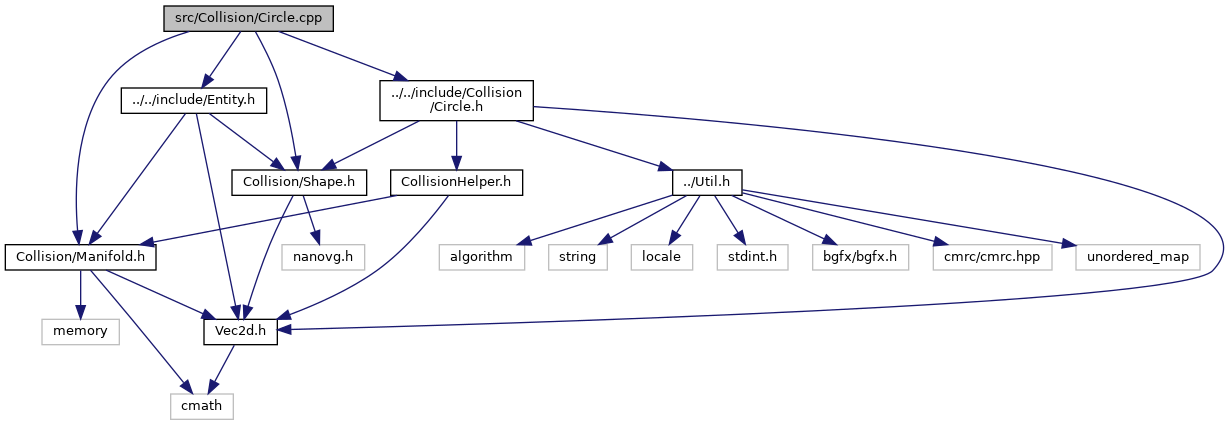 src/Collision/Circle.cpp
../../include/Entity.h
../../include/Collision
/Circle.h
Collision/Shape.h
CollisionHelper.h
../Util.h
Collision/Manifold.h
nanovg.h
algorithm
string
locale
stdint.h
bgfx/bgfx.h
cmrc/cmrc.hpp
unordered_map
memory
Vec2d.h
cmath